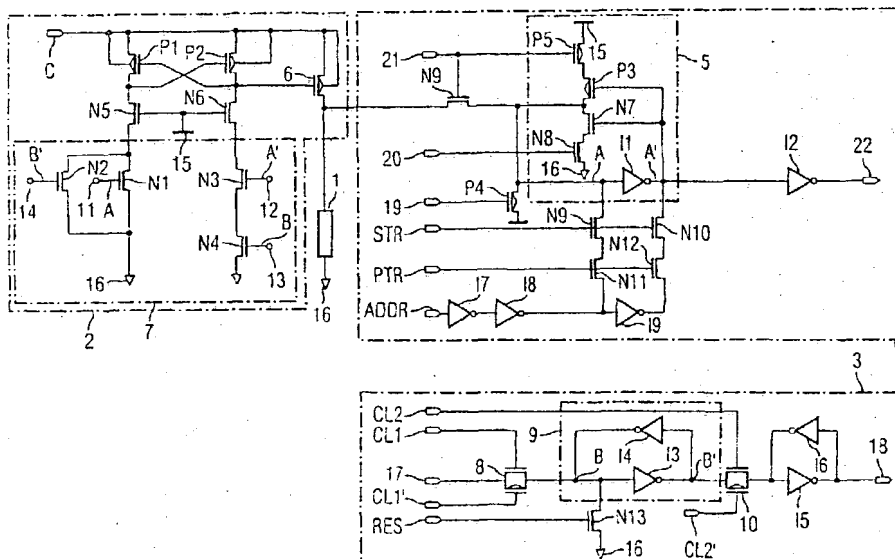 C
P1
P2
6
N5
N6
15
B'
N2
14
11
A
N1
N3
A'
12
N4
B
13
1
16
16
7
2
21
P5
15
5
N9
P3
N7
N8
20
16
A
I1
A'
I2
22
19
P4
STR
N9
N10
PTR
N12
N11
ADDR
I7
I8
I9
4
3
CL2
CL1
9
I4
18
17
8
B
I3
B'
I6
CL1'
I5
RES
N13
10
16
CL2'